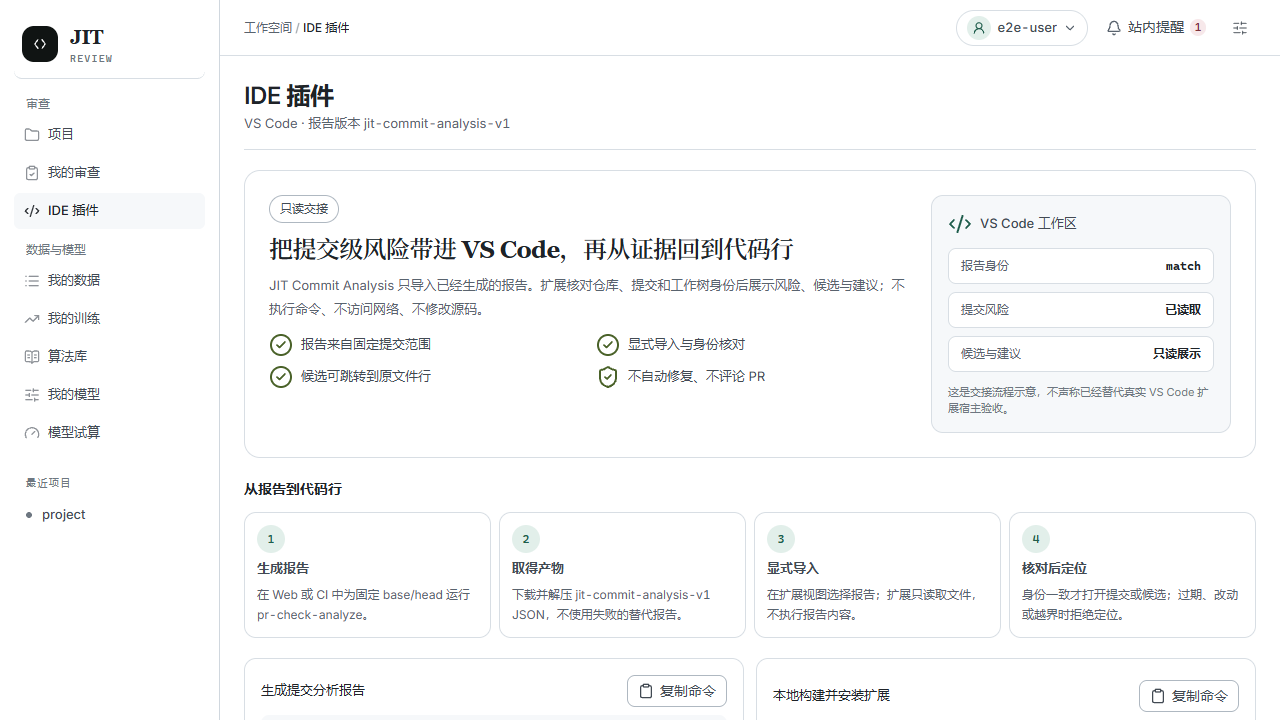 JIT
REVIEW
审查
项目
我的审查
IDE 插件
数据与模型
我的数据
我的训练
算法库
我的模型
模型试算
最近项目
project
工作空间 / IDE 插件
e2e-user
站内提醒 1
IDE 插件
VS Code · 报告版本 jit-commit-analysis-v1
只读交接
把提交级风险带进 VS Code，再从证据回到代码行
JIT Commit Analysis 只导入已经生成的报告。扩展核对仓库、提交和工作树身份后展示风险、候选与建议；不
执行命令、不访问网络、不修改源码。
报告来自固定提交范围
显式导入与身份核对
候选可跳转到原文件行
不自动修复、不评论 PR
VS Code 工作区
报告身份 match
提交风险 已读取
候选与建议 只读展示
这是交接流程示意，不声称已经替代真实 VS Code 扩
展宿主验收。
从报告到代码行
1
生成报告
在 Web 或 CI 中为固定 base/head 运行
pr-check-analyze。
2
取得产物
下载并解压 jit-commit-analysis-v1
JSON，不使用失败的替代报告。
3
显式导入
在扩展视图选择报告；扩展只读取文件，
不执行报告内容。
4
核对后定位
身份一致才打开提交或候选；过期、改动
或越界时拒绝定位。
生成提交分析报告
复制命令
本地构建并安装扩展
复制命令